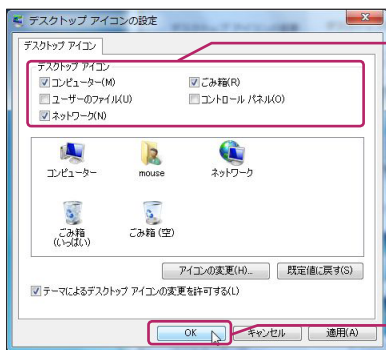 デスクトップ アイコンの設定
デスクトップ アイコン
デスクトップ アイコン
コンピューター(M)
ごみ箱(R)
ユーザーのファイル(U)
コントロール パネル(O)
ネットワーク(N)
コンピューター
mouse
ネットワーク
ごみ箱
(いっぱい)
ごみ箱 (空)
アイコンの変更(H)...
既定値に戻す(S)
テーマによるデスクトップ アイコンの変更を許可する(L)
OK
キャンセル
適用(A)